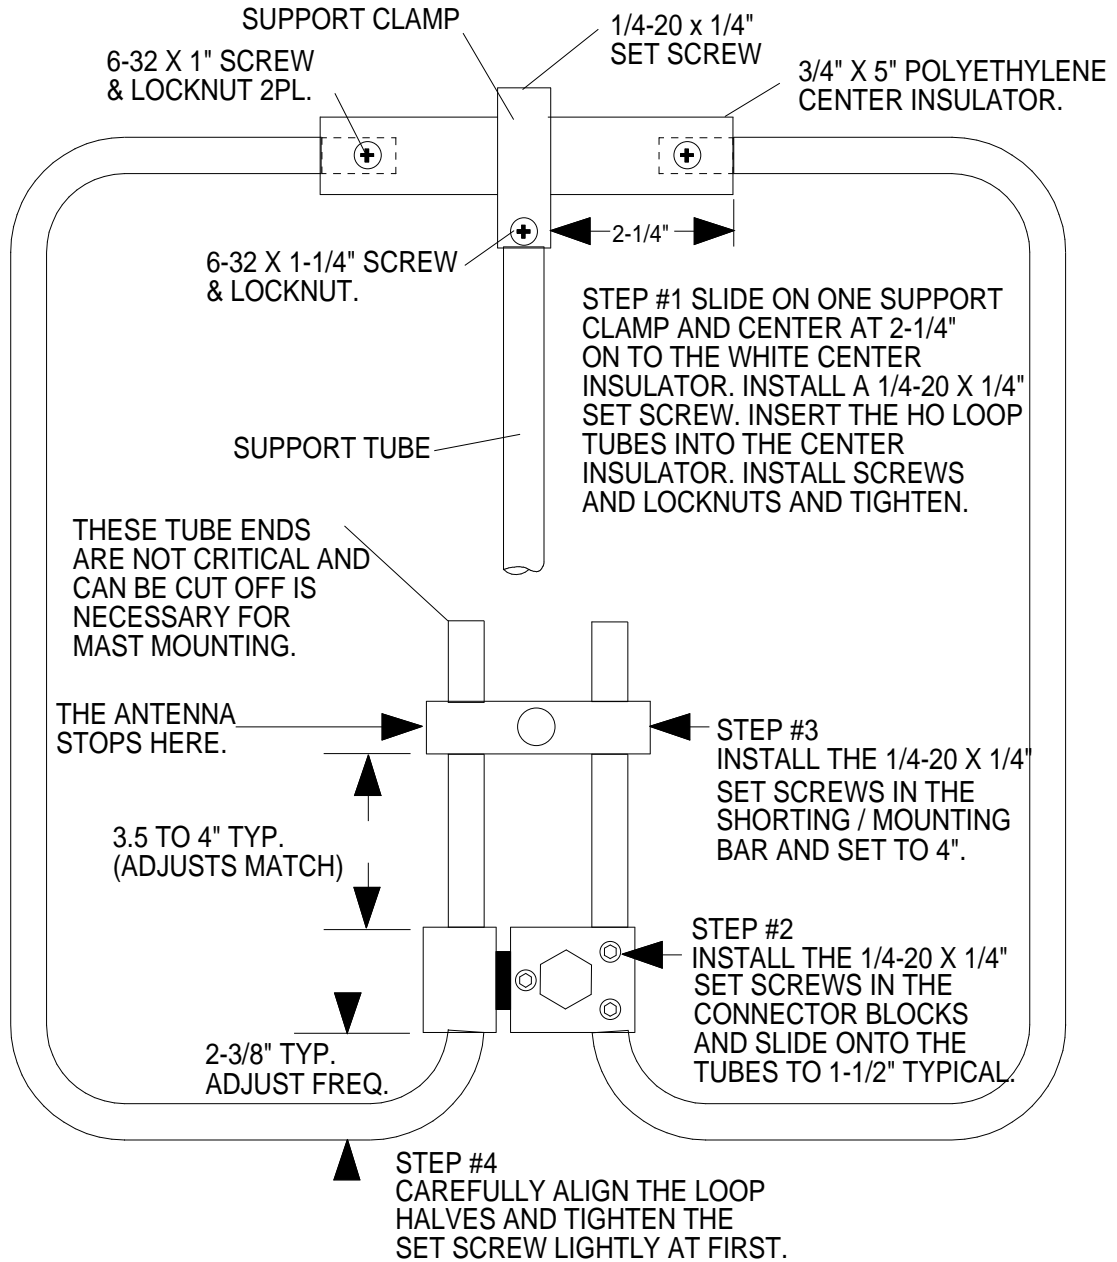 SUPPORT CLAMP
1/4-20 x 1/4"
SET SCREW
6-32 X 1" SCREW
& LOCKNUT 2PL.
3/4" X 5" POLYETHYLENE
CENTER INSULATOR.
2-1/4"
6-32 X 1-1/4" SCREW
& LOCKNUT.
STEP #1 SLIDE ON ONE SUPPORT
CLAMP AND CENTER AT 2-1/4"
ON TO THE WHITE CENTER
INSULATOR. INSTALL A 1/4-20 X 1/4"
SET SCREW. INSERT THE HO LOOP
TUBES INTO THE CENTER
INSULATOR. INSTALL SCREWS
AND LOCKNUTS AND TIGHTEN.
SUPPORT TUBE
THESE TUBE ENDS
ARE NOT CRITICAL AND
CAN BE CUT OFF IS
NECESSARY FOR
MAST MOUNTING.
THE ANTENNA
STOPS HERE.
STEP #3
INSTALL THE 1/4-20 X 1/4"
SET SCREWS IN THE
SHORTING / MOUNTING
BAR AND SET TO 4".
3.5 TO 4" TYP.
(ADJUSTS MATCH)
STEP #2
INSTALL THE 1/4-20 X 1/4"
SET SCREWS IN THE
CONNECTOR BLOCKS
AND SLIDE ONTO THE
TUBES TO 1-1/2" TYPICAL.
2-3/8" TYP.
ADJUST FREQ.
STEP #4
CAREFULLY ALIGN THE LOOP
HALVES AND TIGHTEN THE
SET SCREW LIGHTLY AT FIRST.